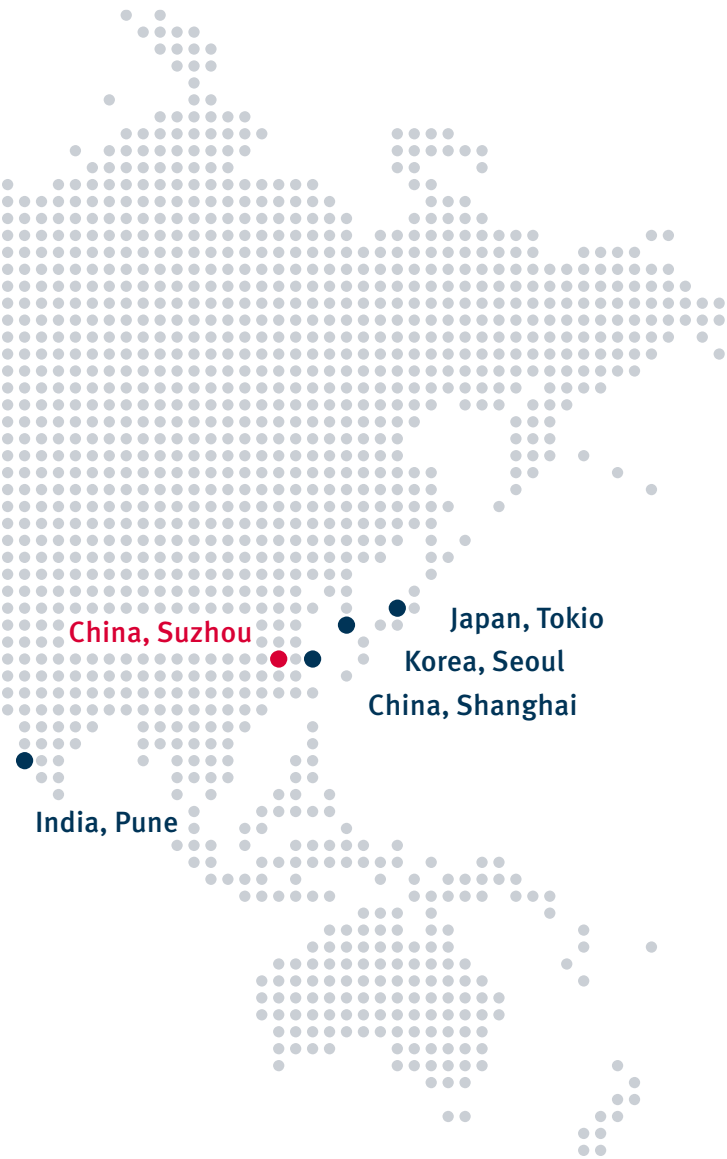 Japan, Tokio
China, Suzhou
Korea, Seoul
China, Shanghai
India, Pune